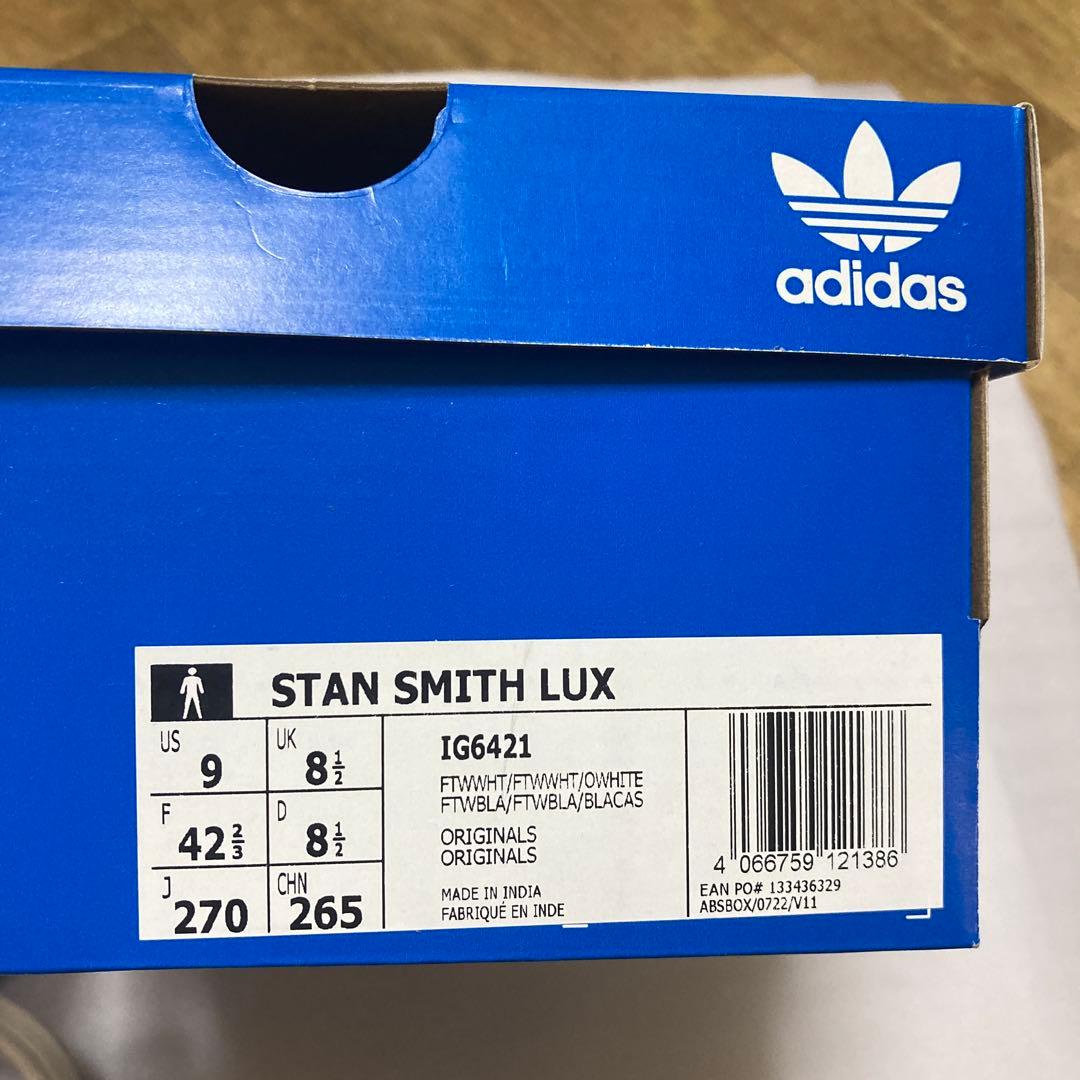 adidas
STAN SMITH LUX
US 9
UK 8½
F 42⅔
D 8½
J 270
CHN 265
IG6421
FTWWHT/FTWWHT/OWHITE
FTWBLA/FTWBLA/BLACAS
ORIGINALS
ORIGINALS
MADE IN INDIA
FABRIQUÉ EN INDE
4 066759 121386
EAN PO# 133436329
ABSBOX/0722/V11